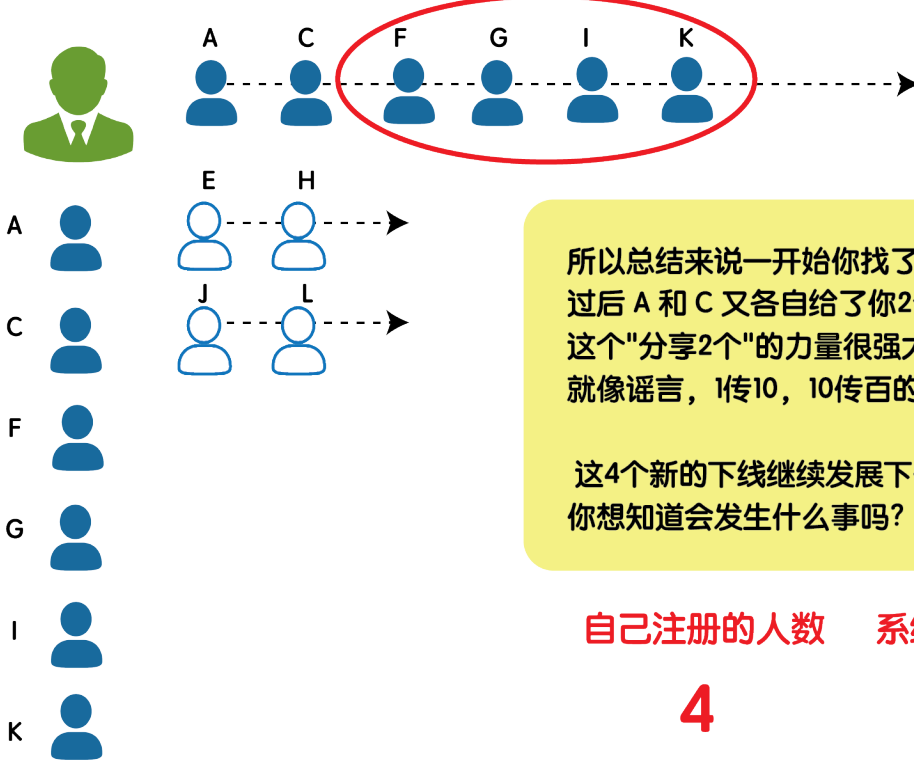 A C F G I K
E H
A
J L
C
F
G
I
K
所以总结来说一开始你找了
过后 A 和 C 又各自给了你2
这个"分享2个"的力量很强大
就像谣言，1传10，10传百的
这4个新的下线继续发展下
你想知道会发生什么事吗？
自己注册的人数 系
4